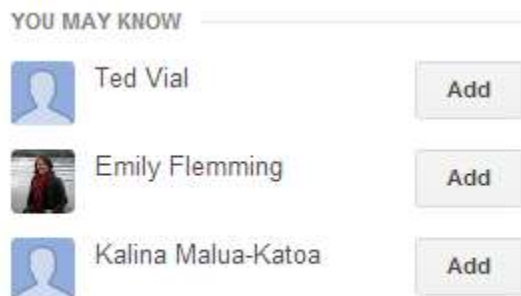 YOU MAY KNOW
Ted Vial
Add
Emily Flemming
Add
Kalina Malua-Katoa
Add